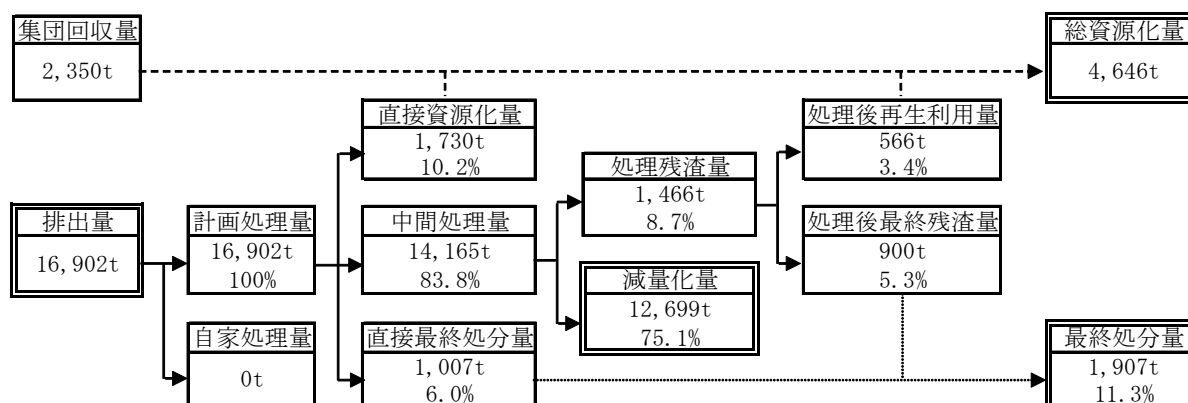 集団回収量
2,350t
総資源化量
4,646t
直接資源化量
1,730t
10.2%
処理後再生利用量
566t
3.4%
処理残渣量
1,466t
8.7%
排出量
16,902t
計画処理量
16,902t
100%
中間処理量
14,165t
83.8%
処理後最終残渣量
900t
5.3%
減量化量
12,699t
75.1%
自家処理量
0t
直接最終処分量
1,007t
6.0%
最終処分量
1,907t
11.3%